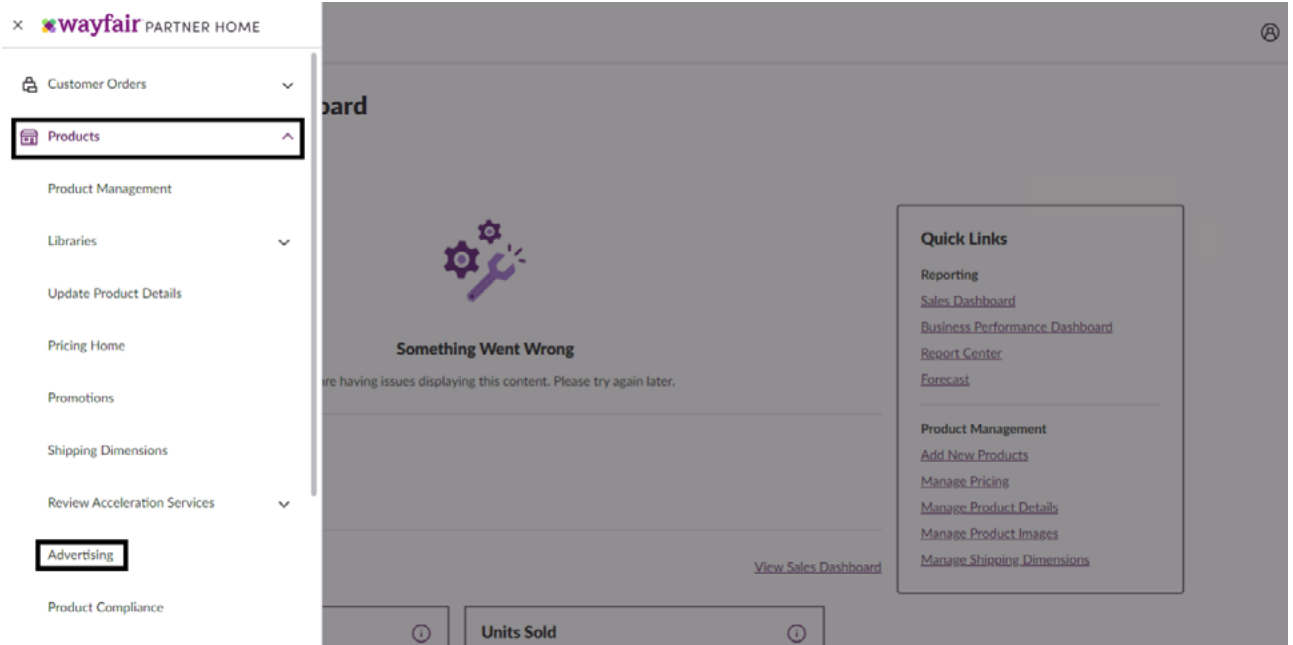 × wayfair PARTNER HOME
Customer Orders
Products
Product Management
Libraries
Update Product Details
Pricing Home
Promotions
Shipping Dimensions
Review Acceleration Services
Advertising
Product Compliance
Something Went Wrong
having issues displaying this content. Please try again later.
View Sales Dashboard
Units Sold
Quick Links
Reporting
Sales Dashboard
Business Performance Dashboard
Report Center
Forecast
Product Management
Add New Products
Manage Pricing
Manage Product Details
Manage Product Images
Manage Shipping Dimensions